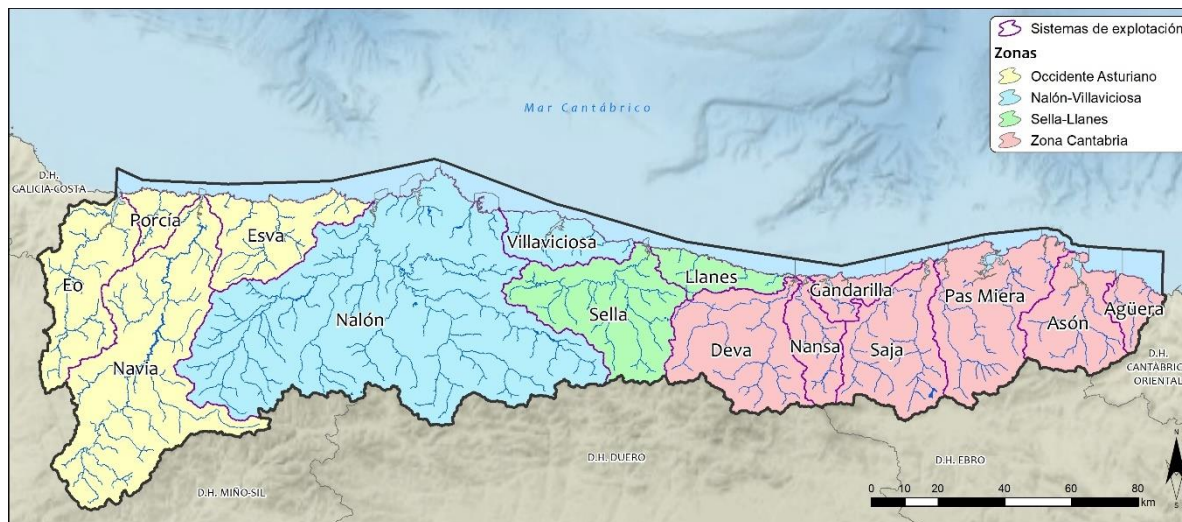 Sistemas de explotación
Zonas
Occidente Asturiano
Nalón-Villaviciosa
Sella-Llanes
Zona Cantabria
Mar Cantábrico
D.H.
GALICIA-COSTA
Porcía
Esva
Villaviciosa
Eo
Llanes
Gandarilla
Pas Miera
Nalón
Sella
Agüera
Asón
Navia
Deva
Nansa
Saja
D.H.
CANTÁBRICO
ORIENTAL
D.H. DUERO
D.H. EBRO
D.H. MIÑO-SIL
N
S
0 10 20 40 60 80
km